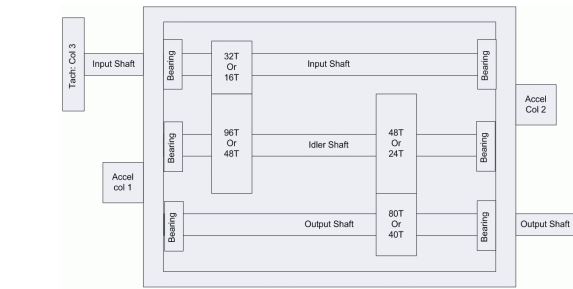 Tach: Col 3
Input Shaft
Bearing
32T
Or
16T
Input Shaft
Bearing
Accel
Col 2
Bearing
96T
Or
48T
Idler Shaft
48T
Or
24T
Bearing
Accel
col 1
Bearing
Output Shaft
80T
Or
40T
Bearing
Output Shaft